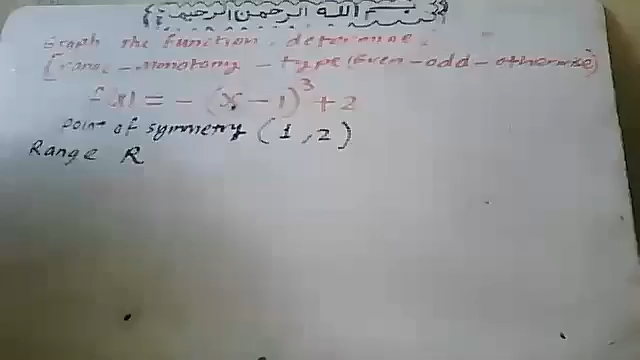 بسم الله الرحمن الرحيم
Graph the function, determine:
[range - monotony - type (even - odd - otherwise)
f(x) = - (x - 1)³ + 2
point of symmetry (1, 2)
Range R